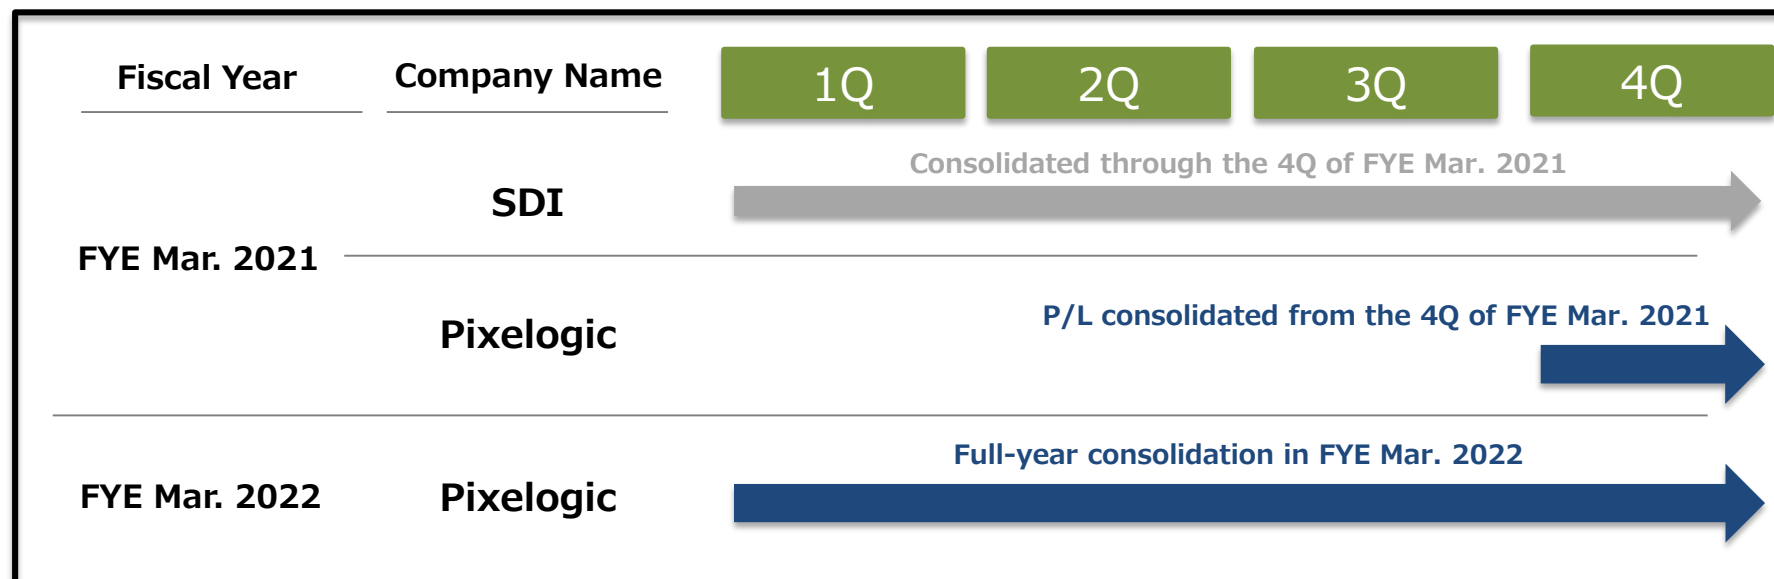 Fiscal Year
Company Name
1Q
2Q
3Q
4Q
Consolidated through the 4Q of FYE Mar. 2021
SDI
FYE Mar. 2021
P/L consolidated from the 4Q of FYE Mar. 2021
Pixelogic
Full-year consolidation in FYE Mar. 2022
FYE Mar. 2022
Pixelogic